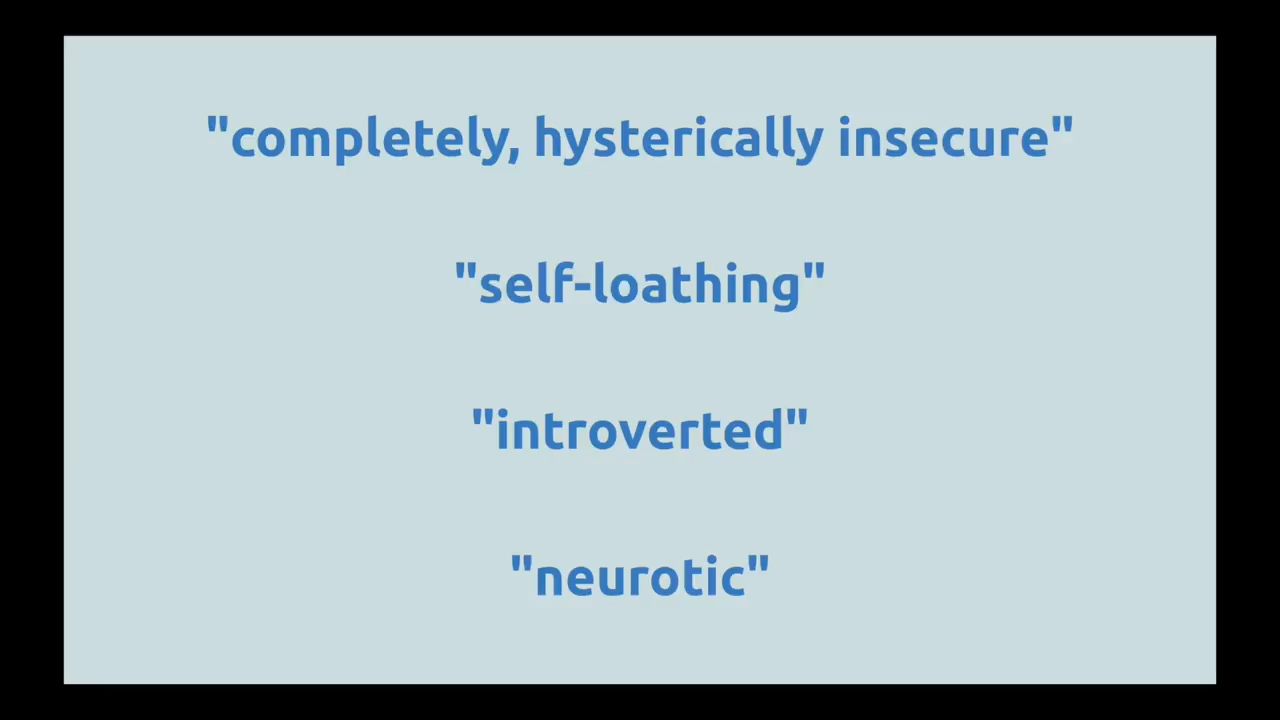 "completely, hysterically insecure"
"self-loathing"
"introverted"
"neurotic"